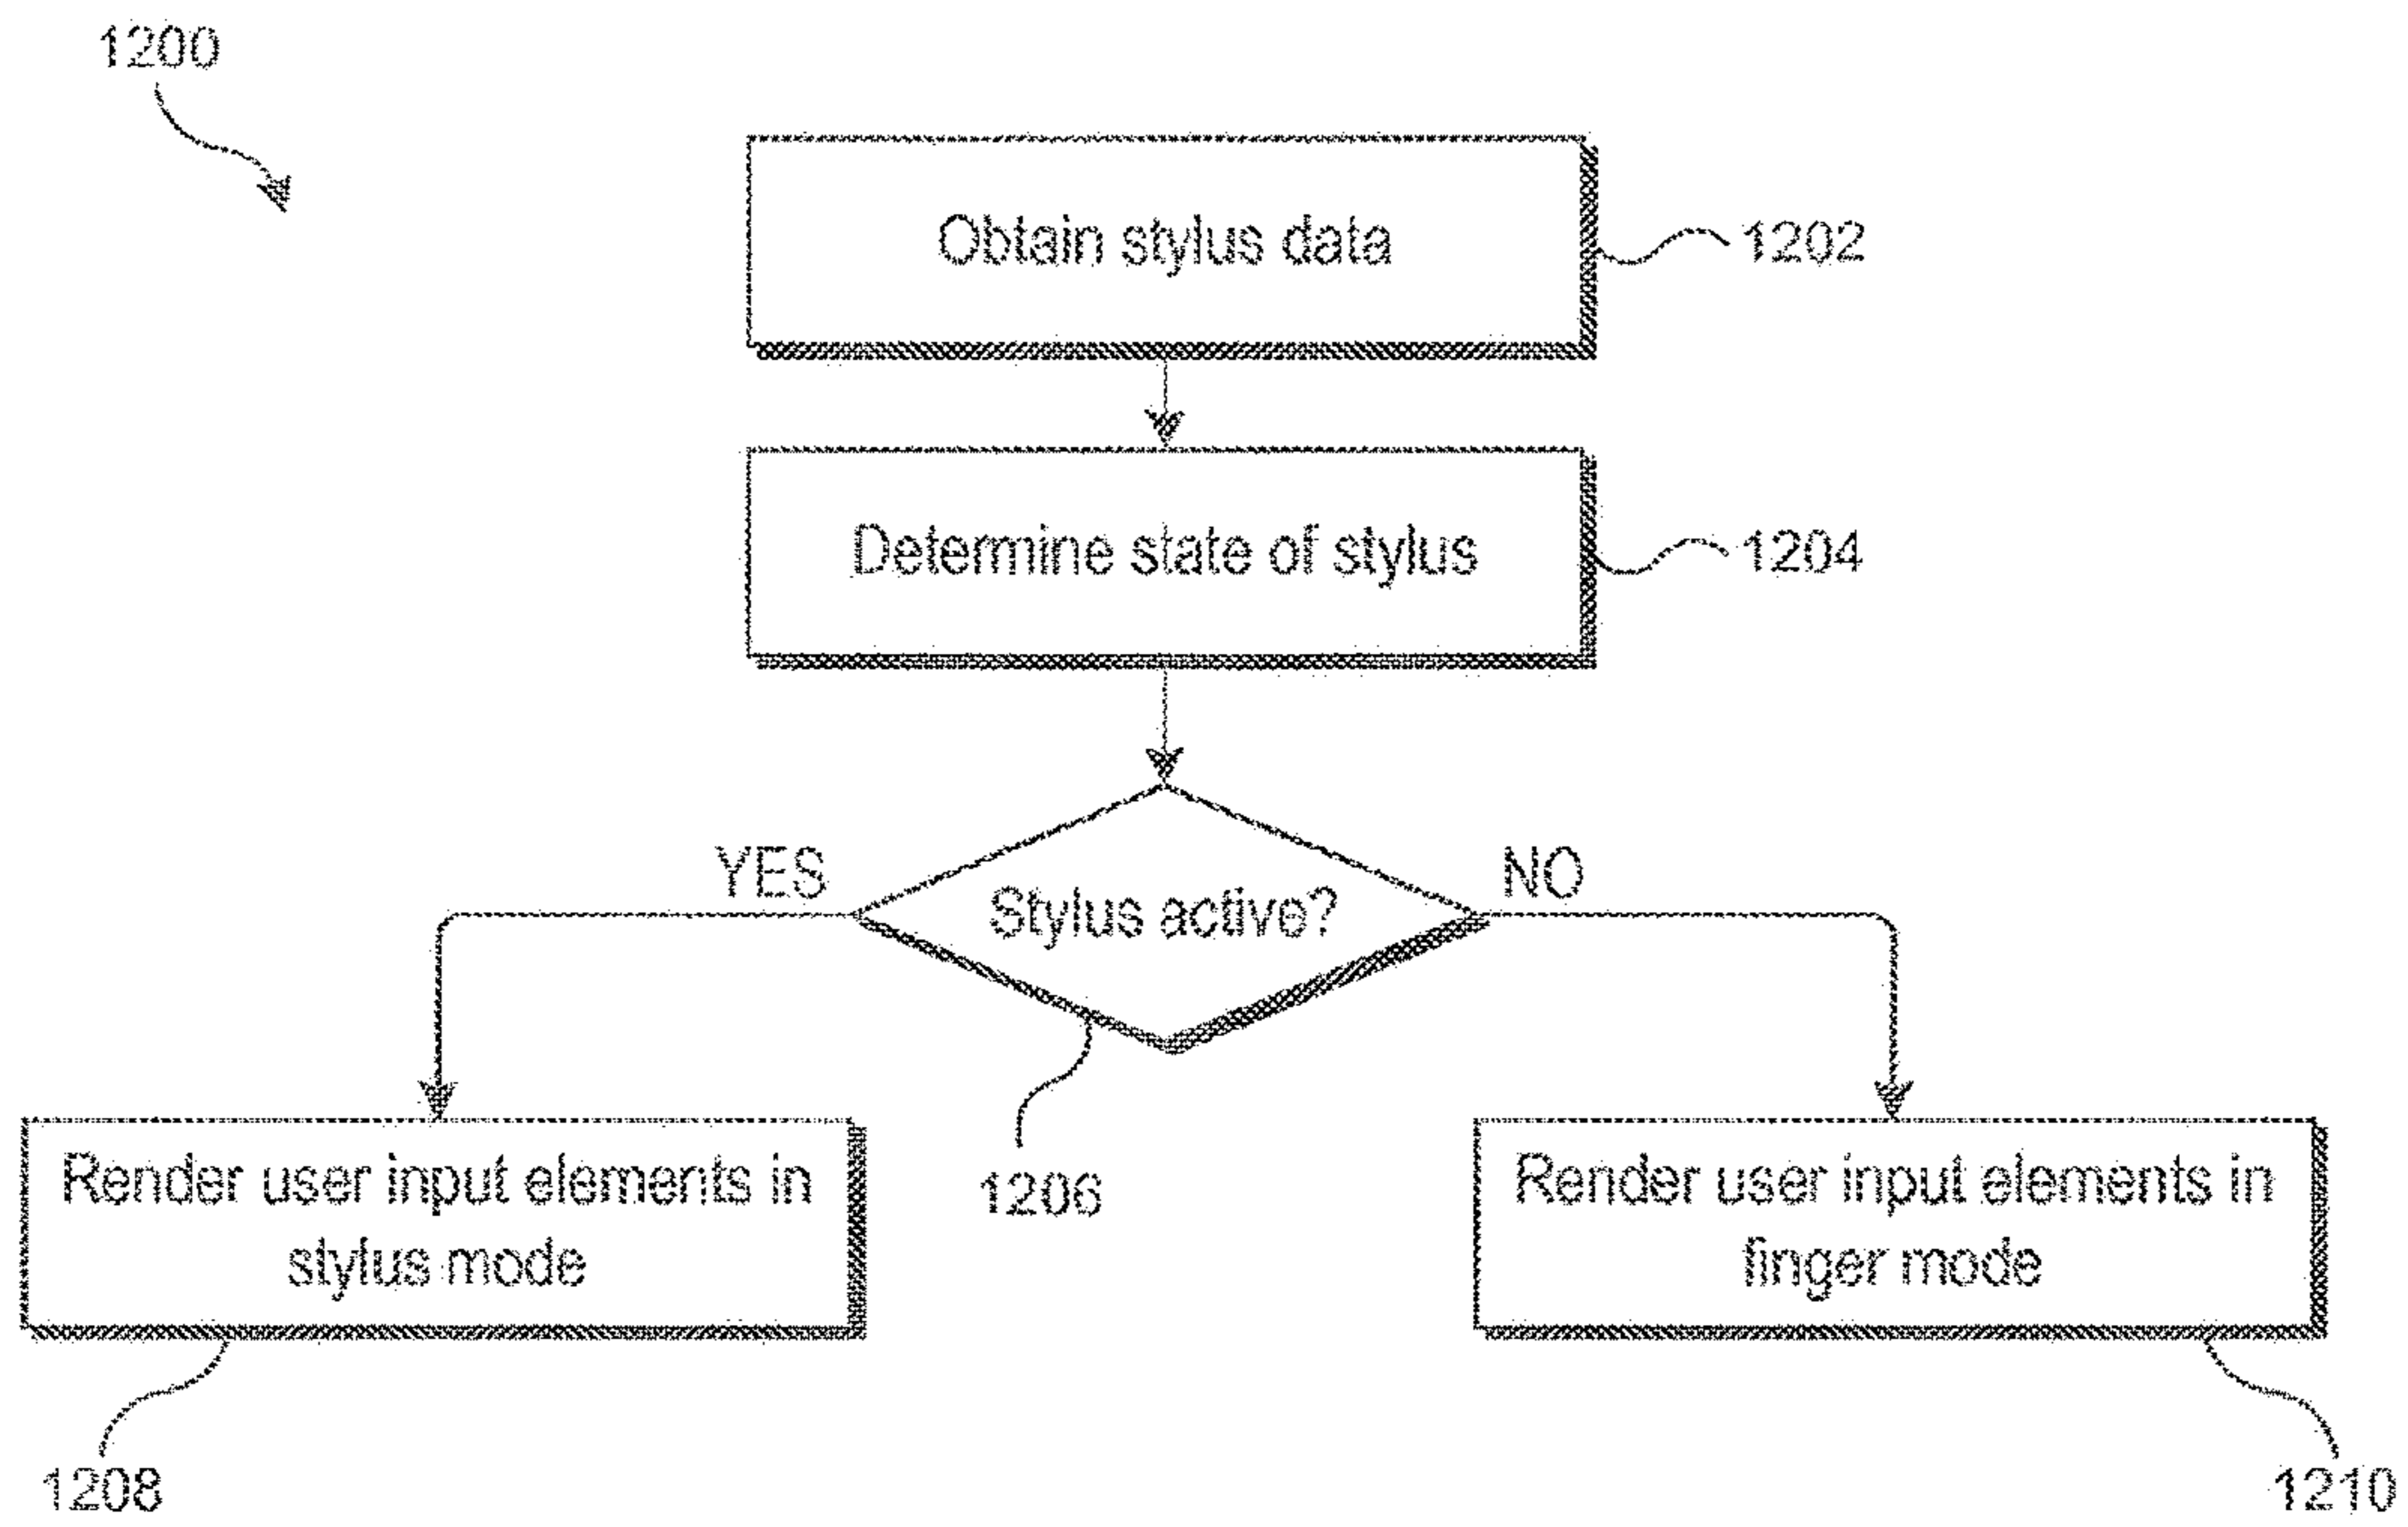 1200
Obtain stylus data
1202
Determine state of stylus
1204
YES
Stylus active?
NO
1206
Render user input elements in
stylus mode
Render user input elements in
finger mode
1208
1210